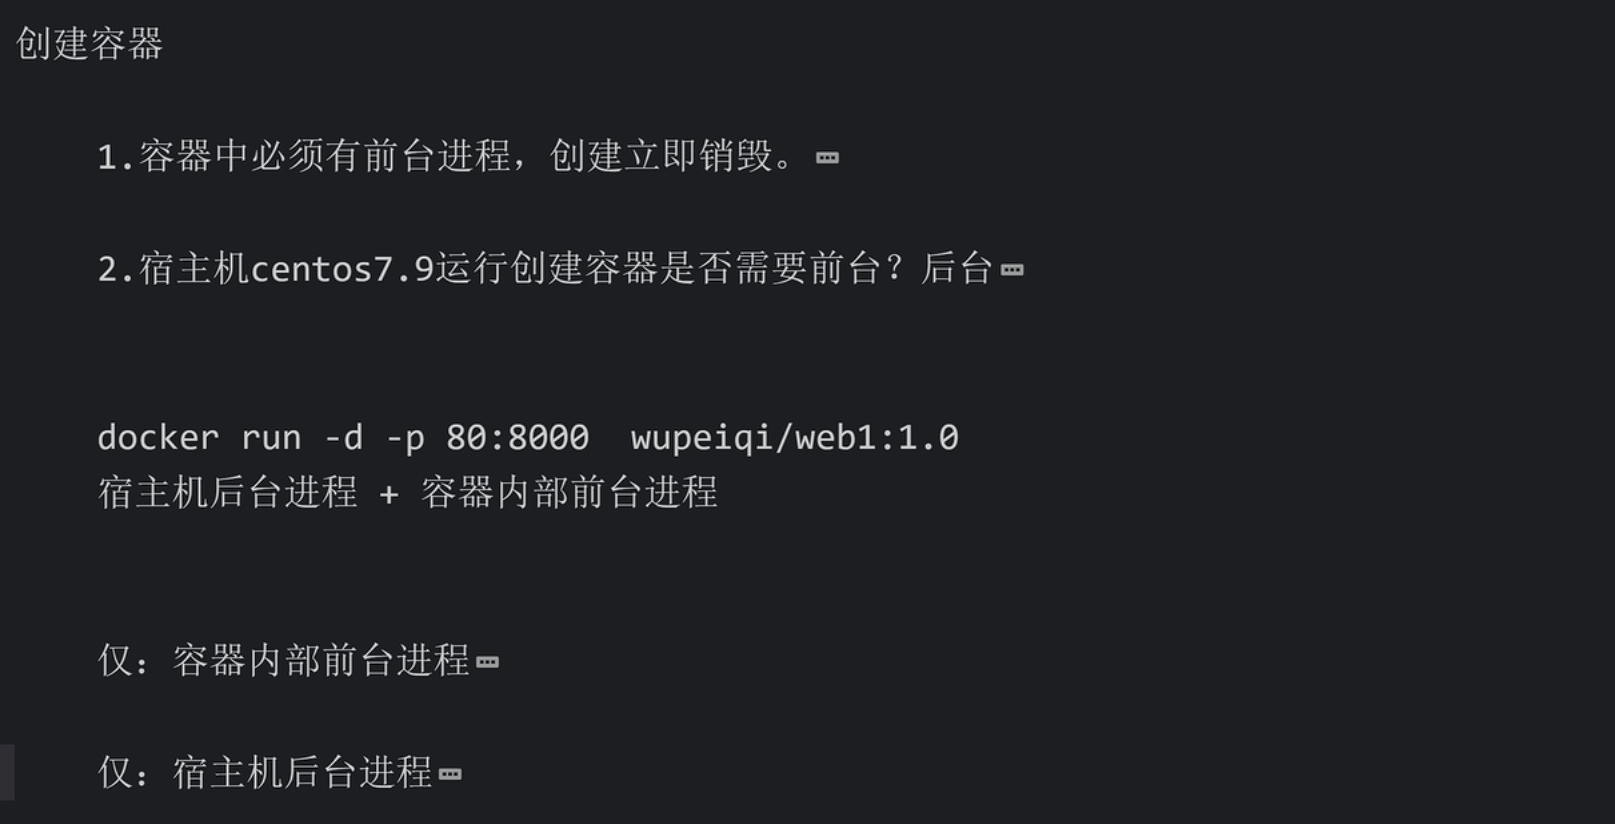 创建容器
1.容器中必须有前台进程，创建立即销毁。
2.宿主机centos7.9运行创建容器是否需要前台？后台
docker run -d -p 80:8000  wupeiqi/web1:1.0
宿主机后台进程 + 容器内部前台进程
仅：容器内部前台进程
仅：宿主机后台进程